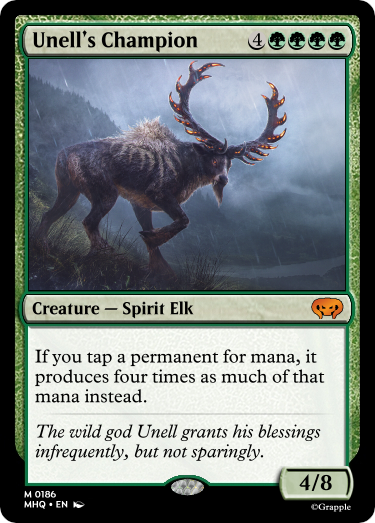 Unell's Champion 4
Creature — Spirit Elk
If you tap a permanent for mana, it
produces four times as much of that
mana instead.
The wild god Unell grants his blessings
infrequently, but not sparingly.
4/8
M 0186
MHQ • EN
©Grapple